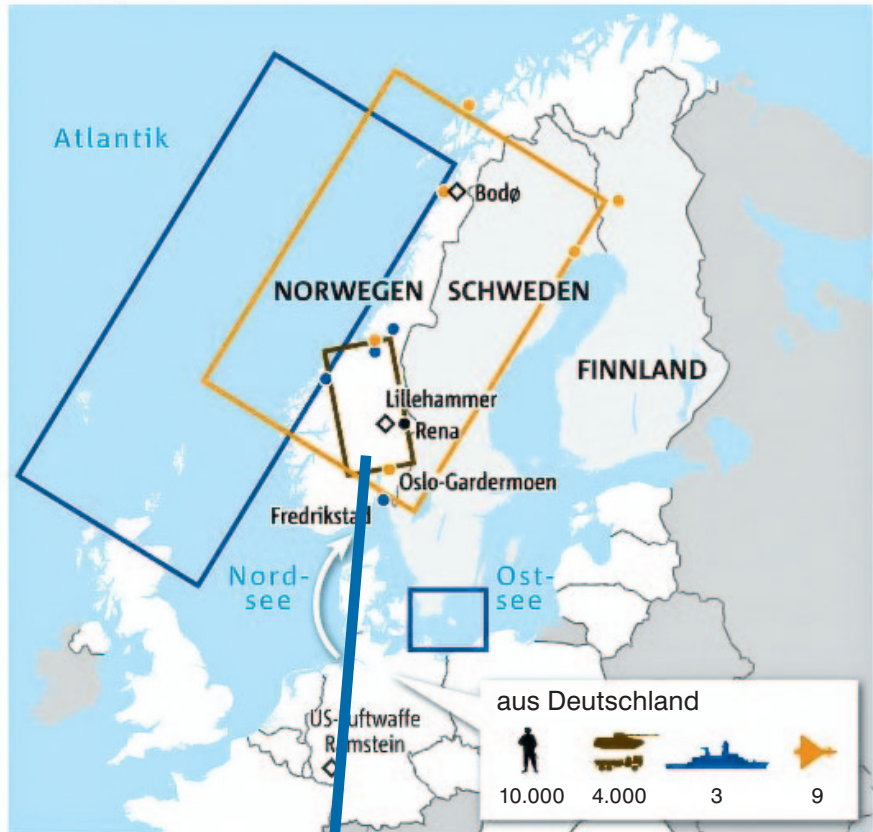 Atlantik
Bodø
NORWEGEN
SCHWEDEN
FINNLAND
Lillehammer
Rena
Oslo-Gardermoen
Fredrikstad
Nord-
see
Ost-
see
US-Luftwaffe
Ramstein
aus Deutschland
10.000
4.000
3
9